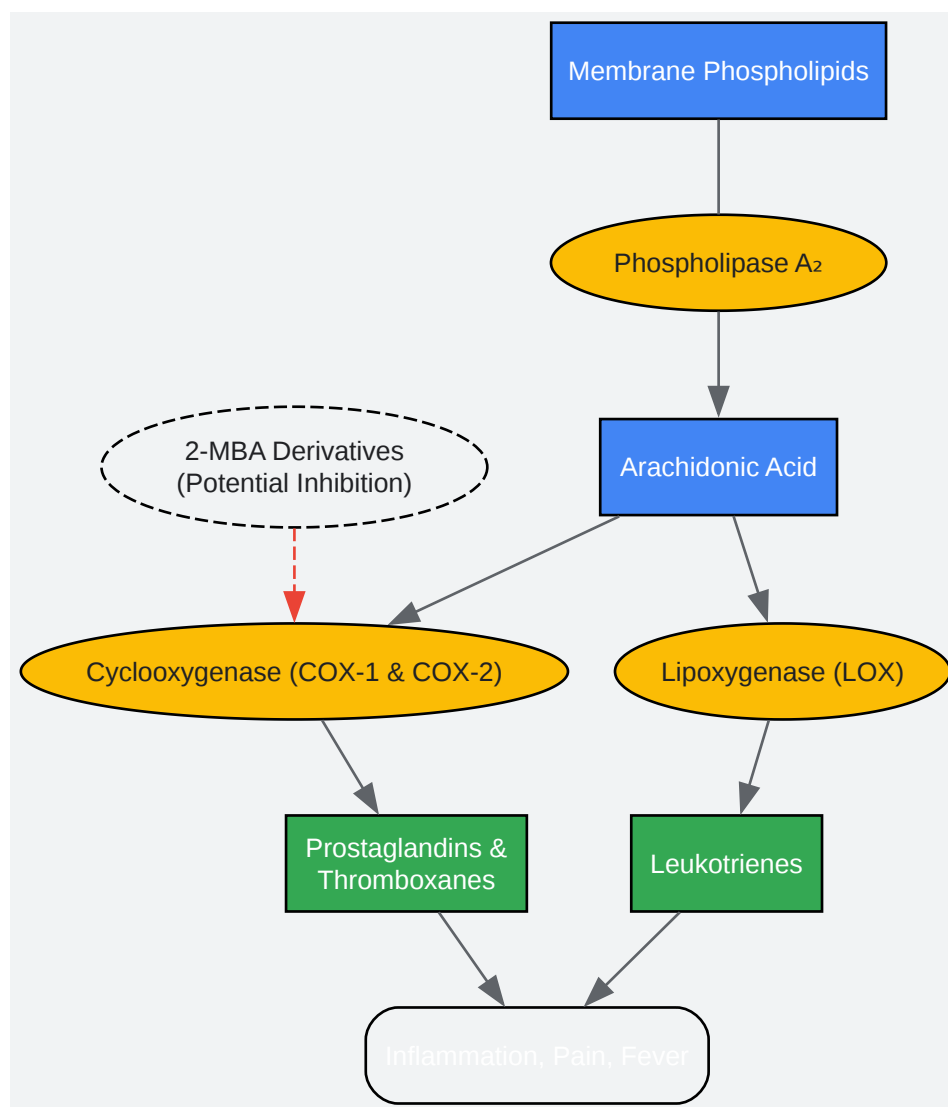 Membrane Phospholipids
Phospholipase A₂
2-MBA Derivatives
(Potential Inhibition)
Arachidonic Acid
Cyclooxygenase (COX-1 & COX-2)
Lipoxygenase (LOX)
Prostaglandins &
Thromboxanes
Leukotrienes
Inflammation, Pain, Fever